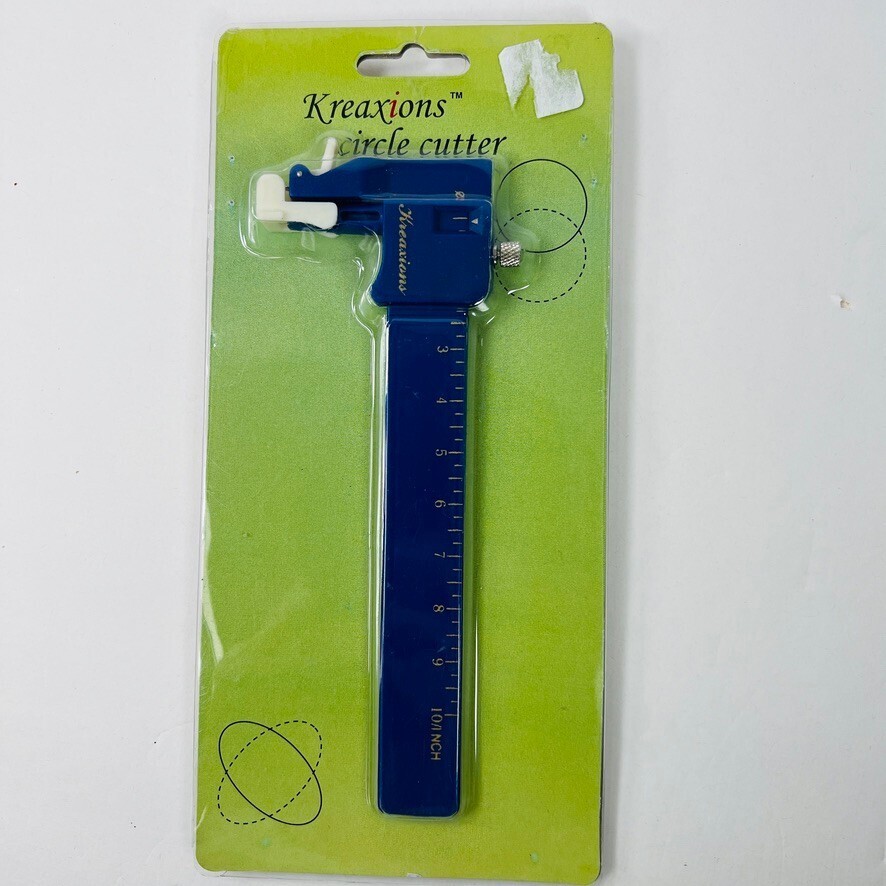 Kreaxions™
circle cutter
Kreaxions
3
4
5
6
7
8
9
10/INCH